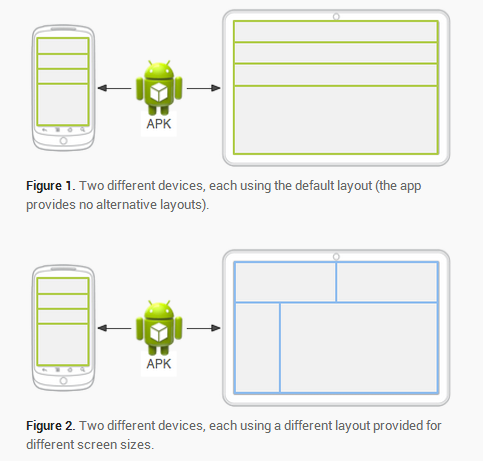 APK
Figure 1. Two different devices, each using the default layout (the app
provides no alternative layouts).
APK
Figure 2. Two different devices, each using a different layout provided for
different screen sizes.